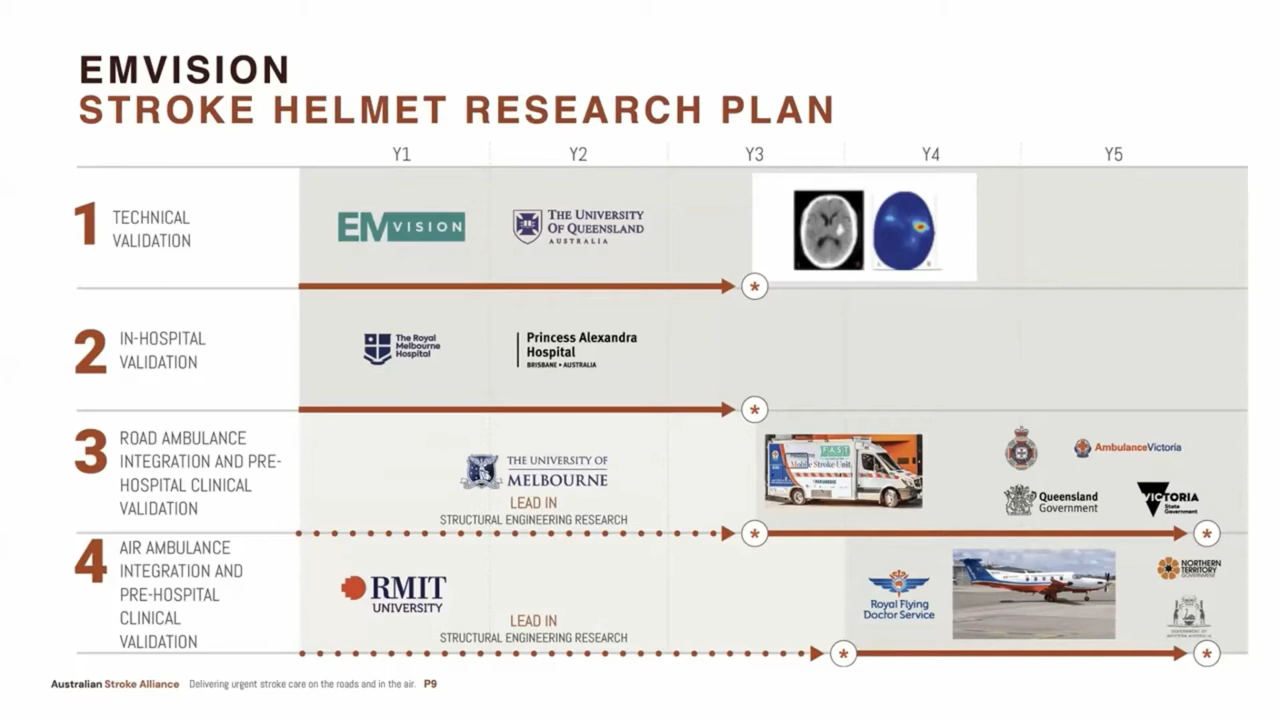 EMVISION
STROKE HELMET RESEARCH PLAN
Y1 Y2 Y3 Y4 Y5
1 TECHNICAL
VALIDATION
EMVISION
THE UNIVERSITY
OF QUEENSLAND
AUSTRALIA
*
2 IN-HOSPITAL
VALIDATION
The Royal
Melbourne
Hospital
Princess Alexandra
Hospital
BRISBANE • AUSTRALIA
*
3 ROAD AMBULANCE
INTEGRATION AND PRE-
HOSPITAL CLINICAL
VALIDATION
THE UNIVERSITY OF
MELBOURNE
LEAD IN
STRUCTURAL ENGINEERING RESEARCH
FAST
Mobile Stroke Unit
AmbulanceVictoria
Queensland
Government
VICTORIA
State
Government
* *
4 AIR AMBULANCE
INTEGRATION AND
PRE-HOSPITAL
CLINICAL
VALIDATION
RMIT
UNIVERSITY
LEAD IN
STRUCTURAL ENGINEERING RESEARCH
Royal Flying
Doctor Service
NORTHERN
TERRITORY
GOVERNMENT
GOVERNMENT OF
WESTERN AUSTRALIA
* *
Australian Stroke Alliance Delivering urgent stroke care on the roads and in the air. P9